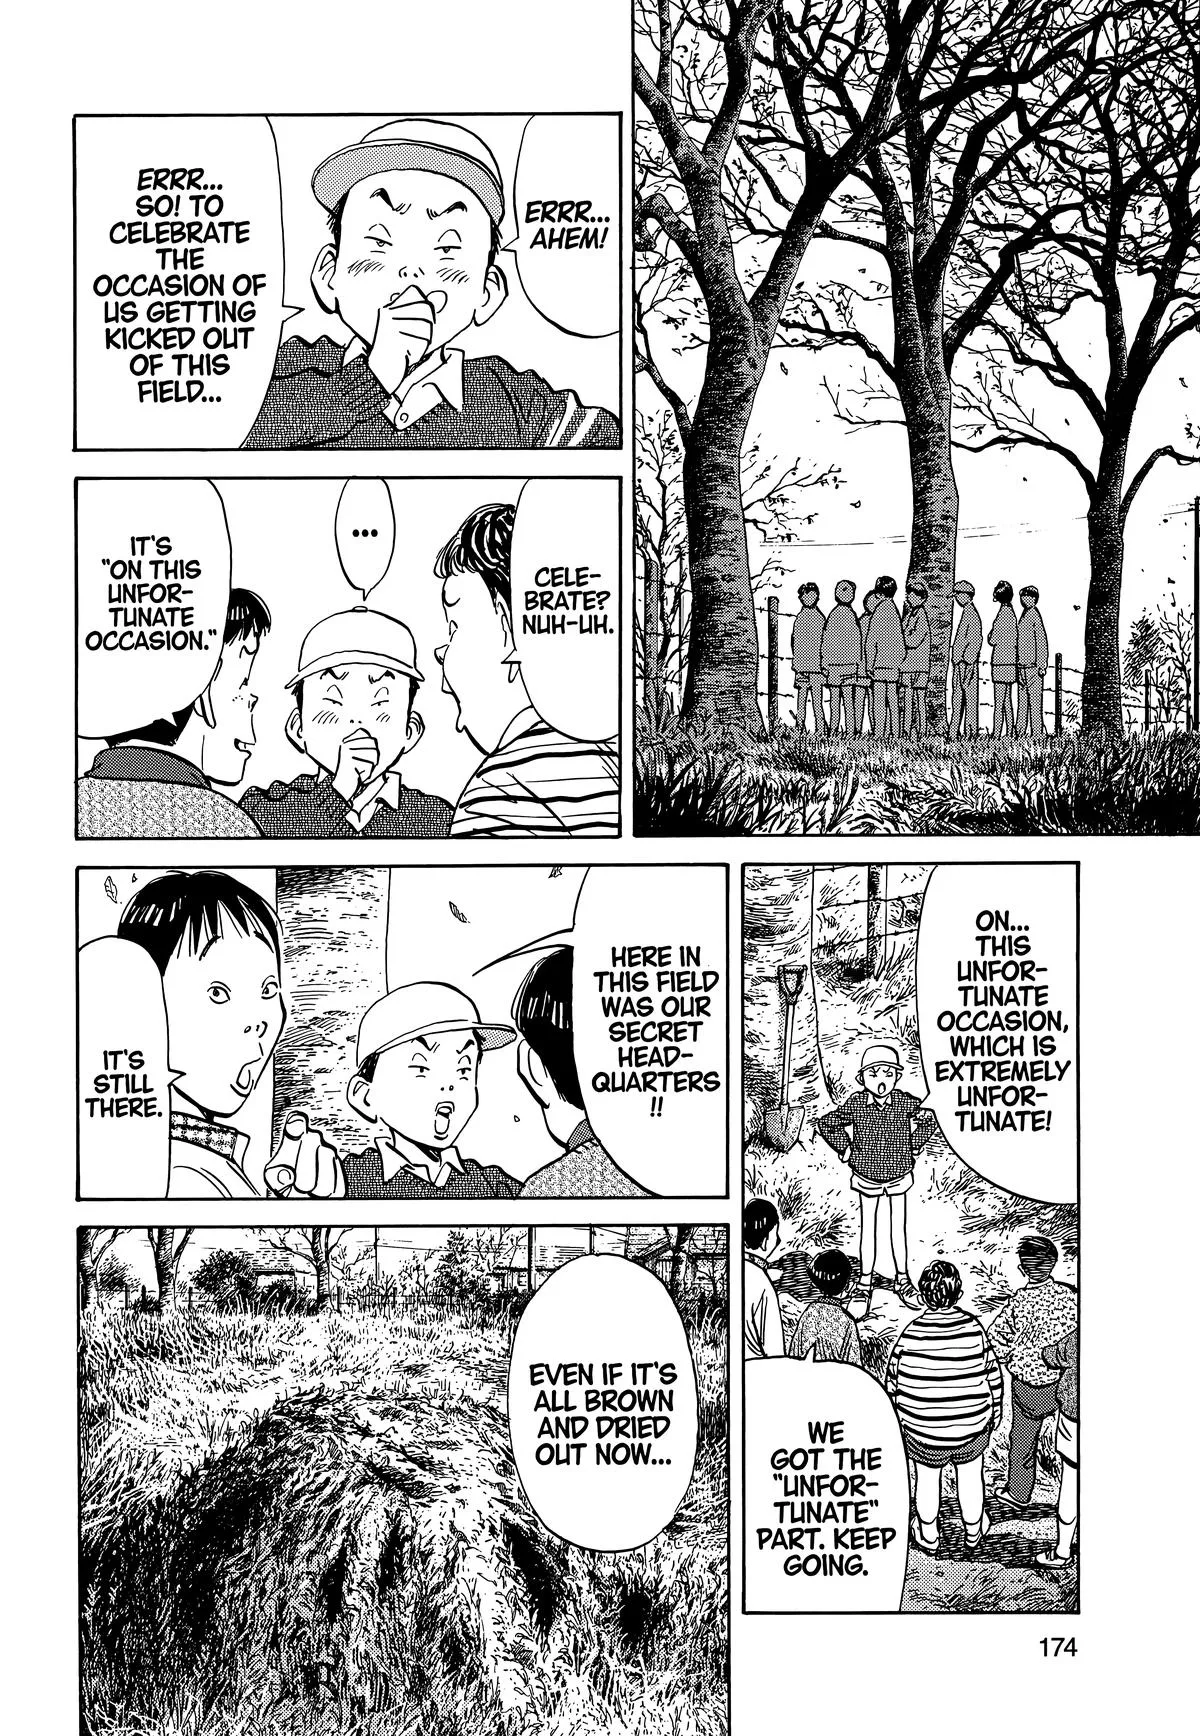 ERRR...
AHEM!
ERRR...
SO! TO
CELEBRATE
THE
OCCASION OF
US GETTING
KICKED OUT
OF THIS
FIELD...
CELE-
BRATE?
NUH-UH.
...
IT'S
"ON THIS
UNFOR-
TUNATE
OCCASION."
ON...
THIS
UNFOR-
TUNATE
OCCASION,
WHICH IS
EXTREMELY
UNFOR-
TUNATE!
WE
GOT THE
"UNFOR-
TUNATE"
PART. KEEP
GOING.
HERE IN
THIS FIELD
WAS OUR
SECRET
HEAD-
QUARTERS
!!
IT'S
STILL
THERE.
EVEN IF IT'S
ALL BROWN
AND DRIED
OUT NOW...
174